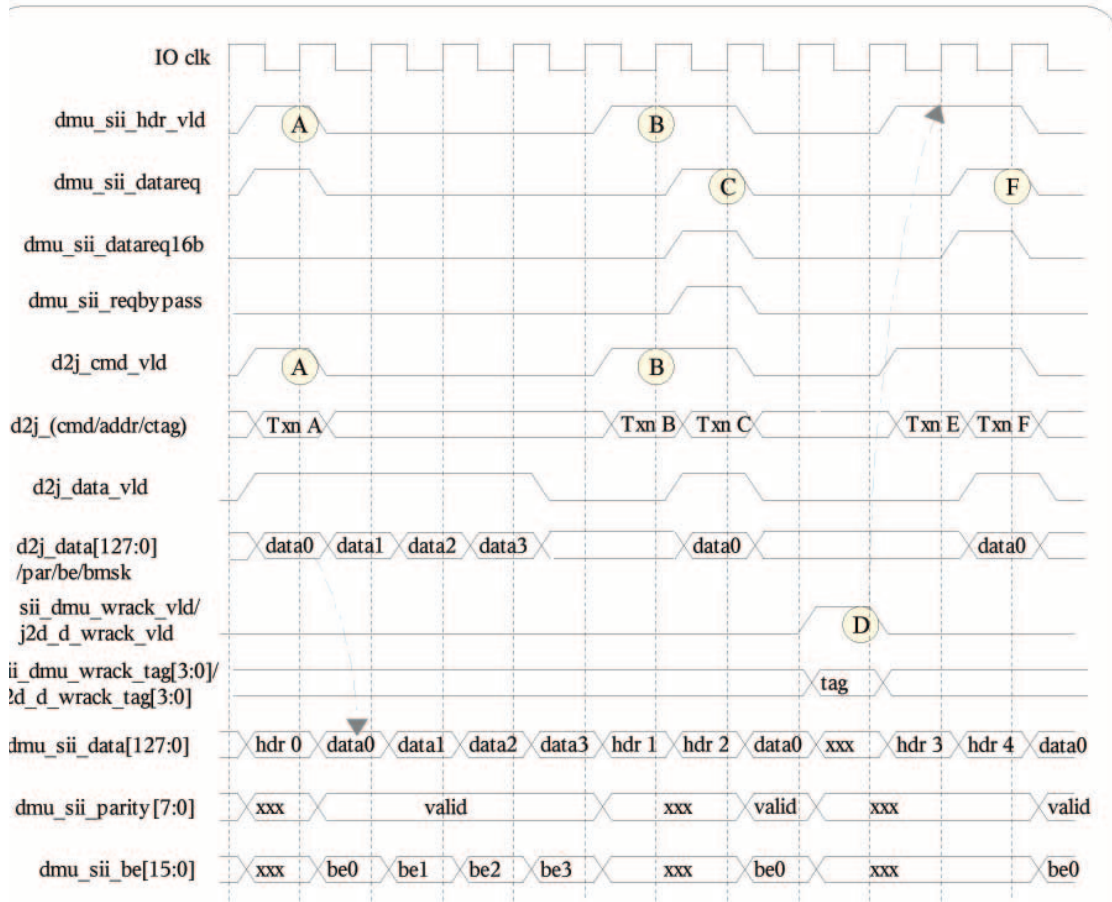 IO clk
dmu_sii_hdr_vld A B
dmu_sii_datareq C F
dmu_sii_datareq16b
dmu_sii_reqbypass
d2j_cmd_vld A B
d2j_(cmd/addr/ctag) Txn A Txn B Txn C Txn E Txn F
d2j_data_vld
d2j_data[127:0] data0 data1 data2 data3 data0 data0
/par/be/bmsk
sii_dmu_wrack_vld/
j2d_d_wrack_vld D
ii_dmu_wrack_tag[3:0]/
2d_d_wrack_tag[3:0] tag
dmu_sii_data[127:0] hdr 0 data0 data1 data2 data3 hdr 1 hdr 2 data0 xxx hdr 3 hdr 4 data0
dmu_sii_parity[7:0] xxx valid xxx valid xxx valid
dmu_sii_be[15:0] xxx be0 be1 be2 be3 xxx be0 xxx be0